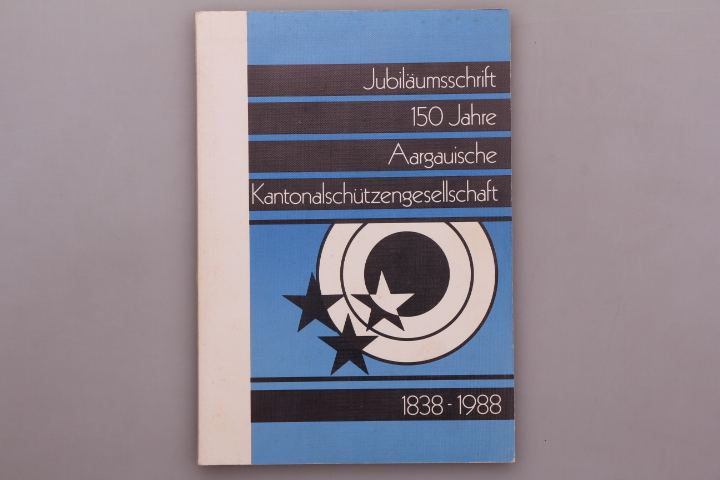 Jubiläumsschrift
150 Jahre
Aargauische
Kantonalschützengesellschaft
1838-1988